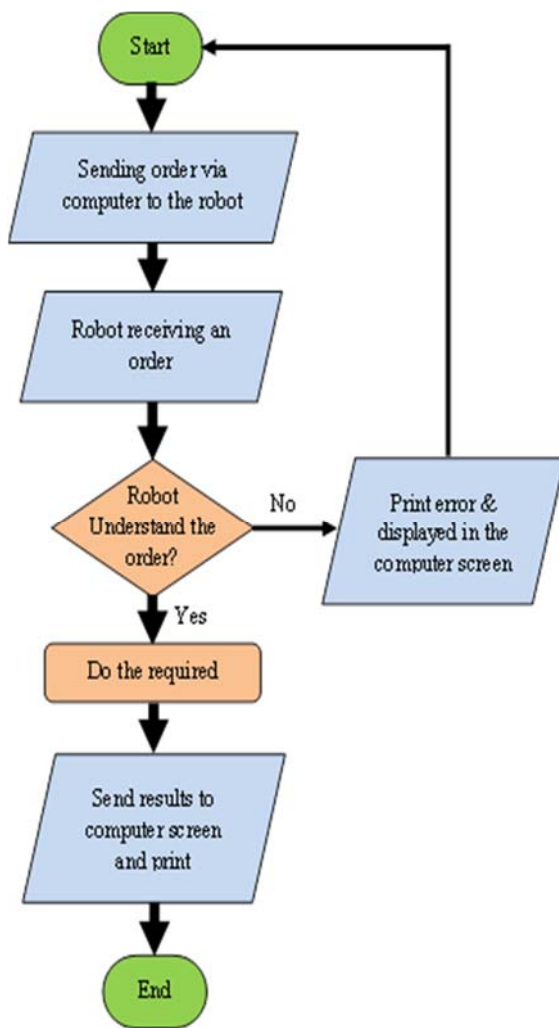 Start
Sending order via
computer to the robot
Robot receiving an
order
Robot
Understand the
order?
No
Print error &
displayed in the
computer screen
Yes
Do the required
Send results to
computer screen
and print
End